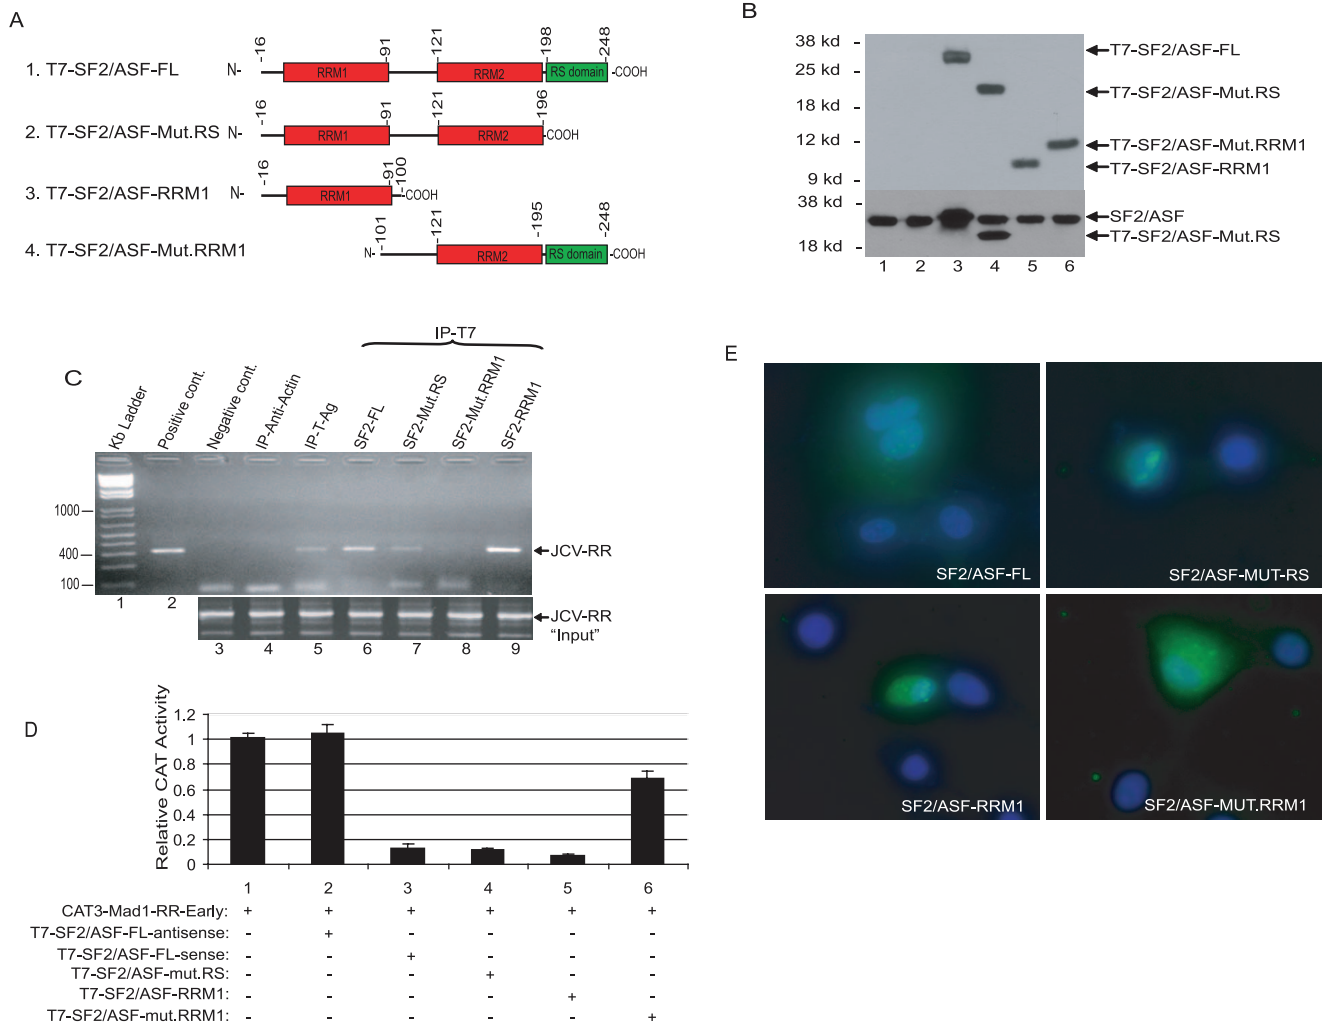 A
-16
-91
-121
-198
-248
1. T7-SF2/ASF-FL N- RRM1 RRM2 RS domain -COOH
-16
-91
-121
-196
2. T7-SF2/ASF-Mut.RS N- RRM1 RRM2 -COOH
-16
-91
-100
3. T7-SF2/ASF-RRM1 N- RRM1 -COOH
-101
-121
-195
-248
4. T7-SF2/ASF-Mut.RRM1 N- RRM2 RS domain -COOH
B
38 kd -
25 kd -
18 kd -
12 kd -
9 kd -
38 kd -
18 kd -
T7-SF2/ASF-FL
T7-SF2/ASF-Mut.RS
T7-SF2/ASF-Mut.RRM1
T7-SF2/ASF-RRM1
SF2/ASF
T7-SF2/ASF-Mut.RS
1 2 3 4 5 6
C
IP-T7
Kb Ladder
Positive cont.
Negative cont.
IP-Anti-Actin
IP-T-Ag
SF2-FL
SF2-Mut.RS
SF2-Mut.RRM1
SF2-RRM1
1000
400
100
JCV-RR
1 2
JCV-RR
"Input"
3 4 5 6 7 8 9
D
Relative CAT Activity
1.2
1
0.8
0.6
0.4
0.2
0
1 2 3 4 5 6
CAT3-Mad1-RR-Early: + + + + + +
T7-SF2/ASF-FL-antisense: - + - - - -
T7-SF2/ASF-FL-sense: - - + - - -
T7-SF2/ASF-mut.RS: - - - + - -
T7-SF2/ASF-RRM1: - - - - + -
T7-SF2/ASF-mut.RRM1: - - - - - +
E
SF2/ASF-FL
SF2/ASF-MUT-RS
SF2/ASF-RRM1
SF2/ASF-MUT.RRM1